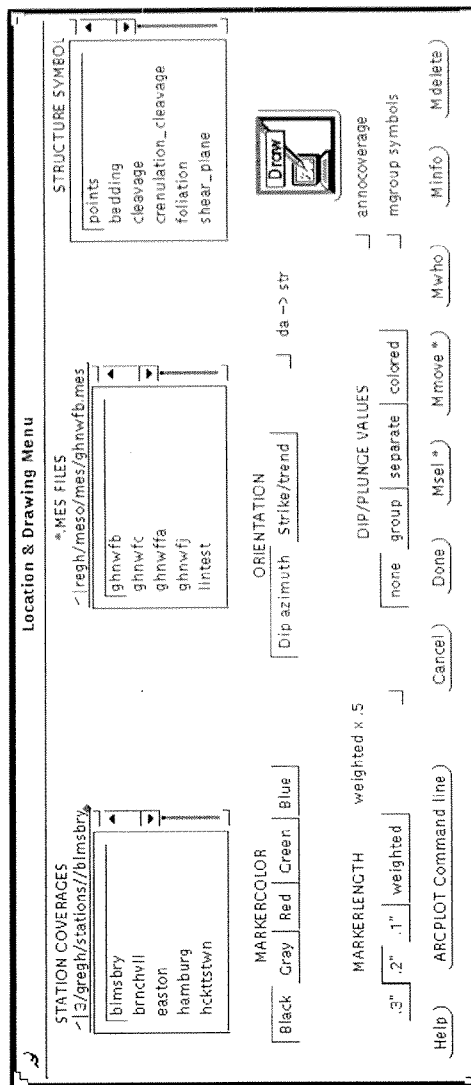 Location & Drawing Menu
STATION COVERAGES
~|3/gregh/stations//blmsbry
blmsbry
brnchvll
easton
hamburg
hckttstwn
*.MES FILES
~|regh/meso/mes/ghnwfb.mes
ghnwfb
ghnwfc
ghnwffa
ghnwfj
lintest
STRUCTURE SYMBOL
points
bedding
cleavage
crenulation_cleavage
foliation
shear_plane
MARKERCOLOR
Black Gray Red Green Blue
ORIENTATION
Dip azimuth Strike/trend
da -> str
Draw
MARKERLENGTH
.3" .2" .1" weighted
weighted x .5
DIP/PLUNGE VALUES
none group separate colored
annocoverage
mgroup symbols
Help) ARCPLOT Command line) Cancel) Done) Msel *) Mmove *) Mwho) Minfo) Mdelete)